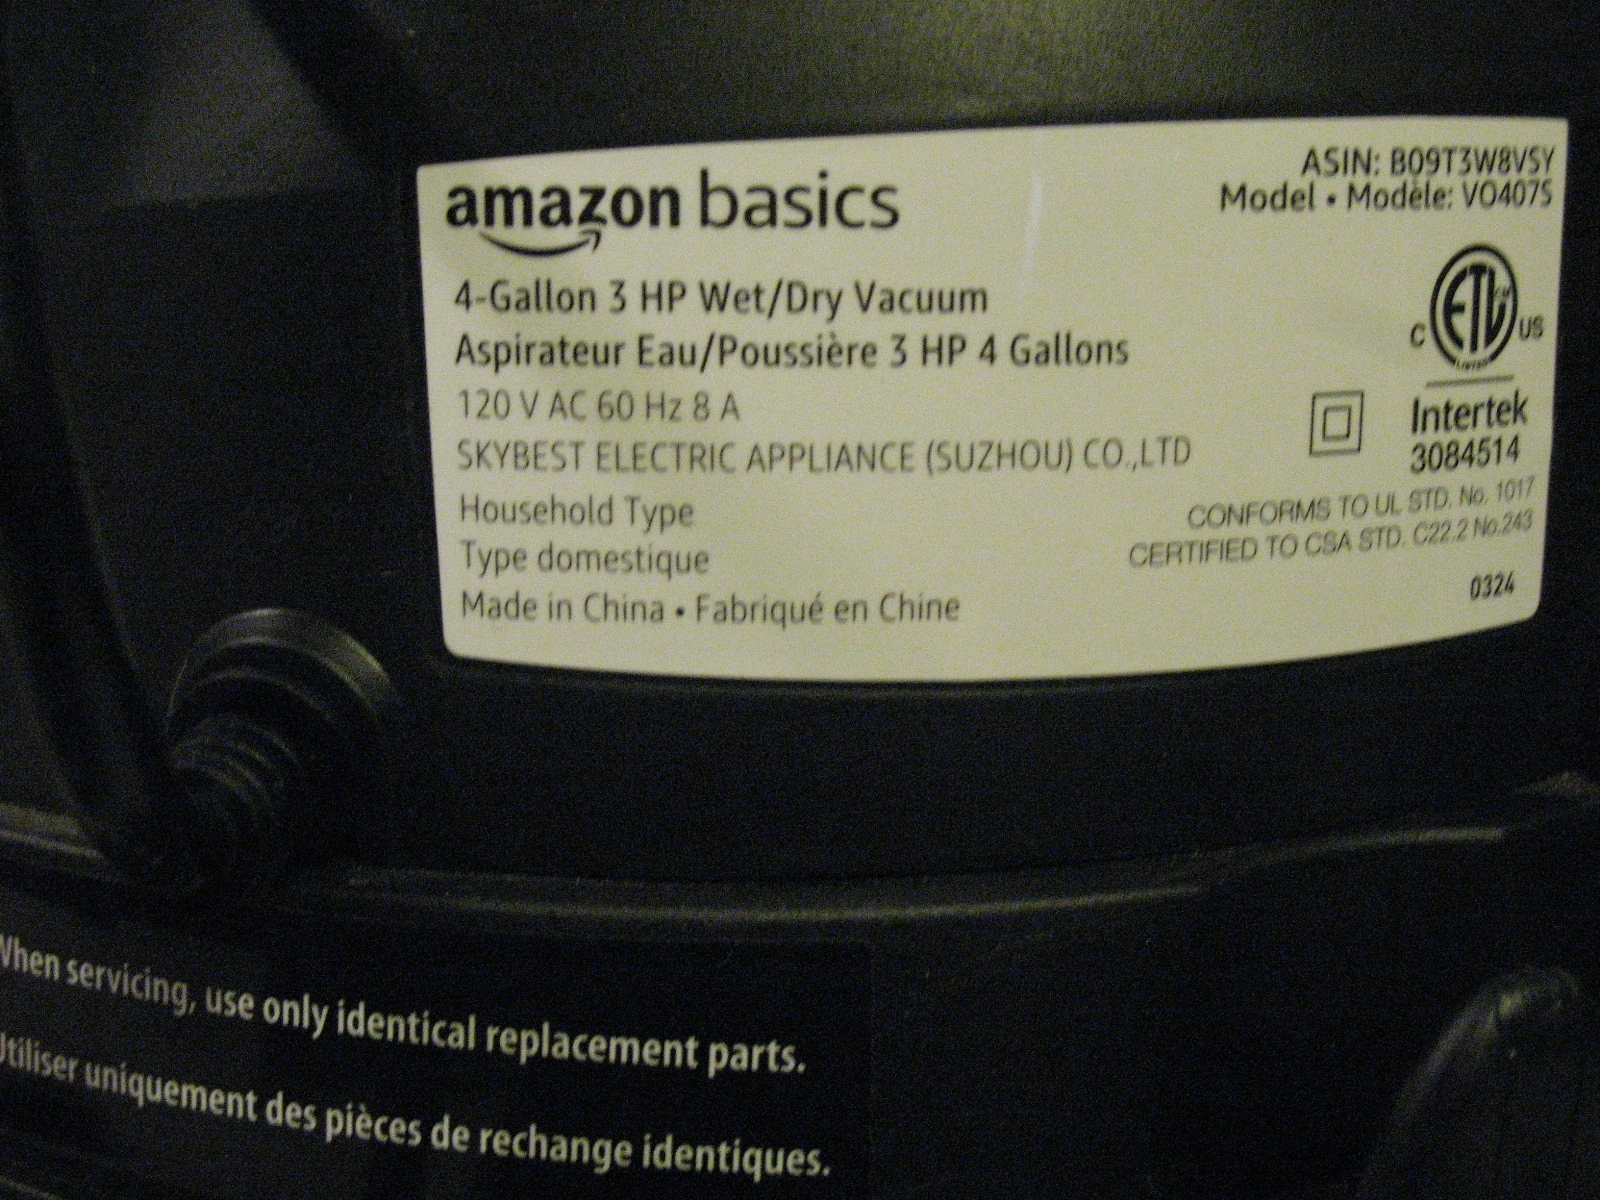 amazon basics
ASIN: B09T3W8VSY
Model • Modèle: VO407S
4-Gallon 3 HP Wet/Dry Vacuum
Aspirateur Eau/Poussière 3 HP 4 Gallons
120 V AC 60 Hz 8 A
SKYBEST ELECTRIC APPLIANCE (SUZHOU) CO.,LTD
Household Type
Type domestique
Made in China • Fabriqué en Chine
C ETL CM US
LISTED
Intertek
3084514
CONFORMS TO UL STD. No. 1017
CERTIFIED TO CSA STD. C22.2 No.243
0324
When servicing, use only identical replacement parts.
Utiliser uniquement des pièces de rechange identiques.